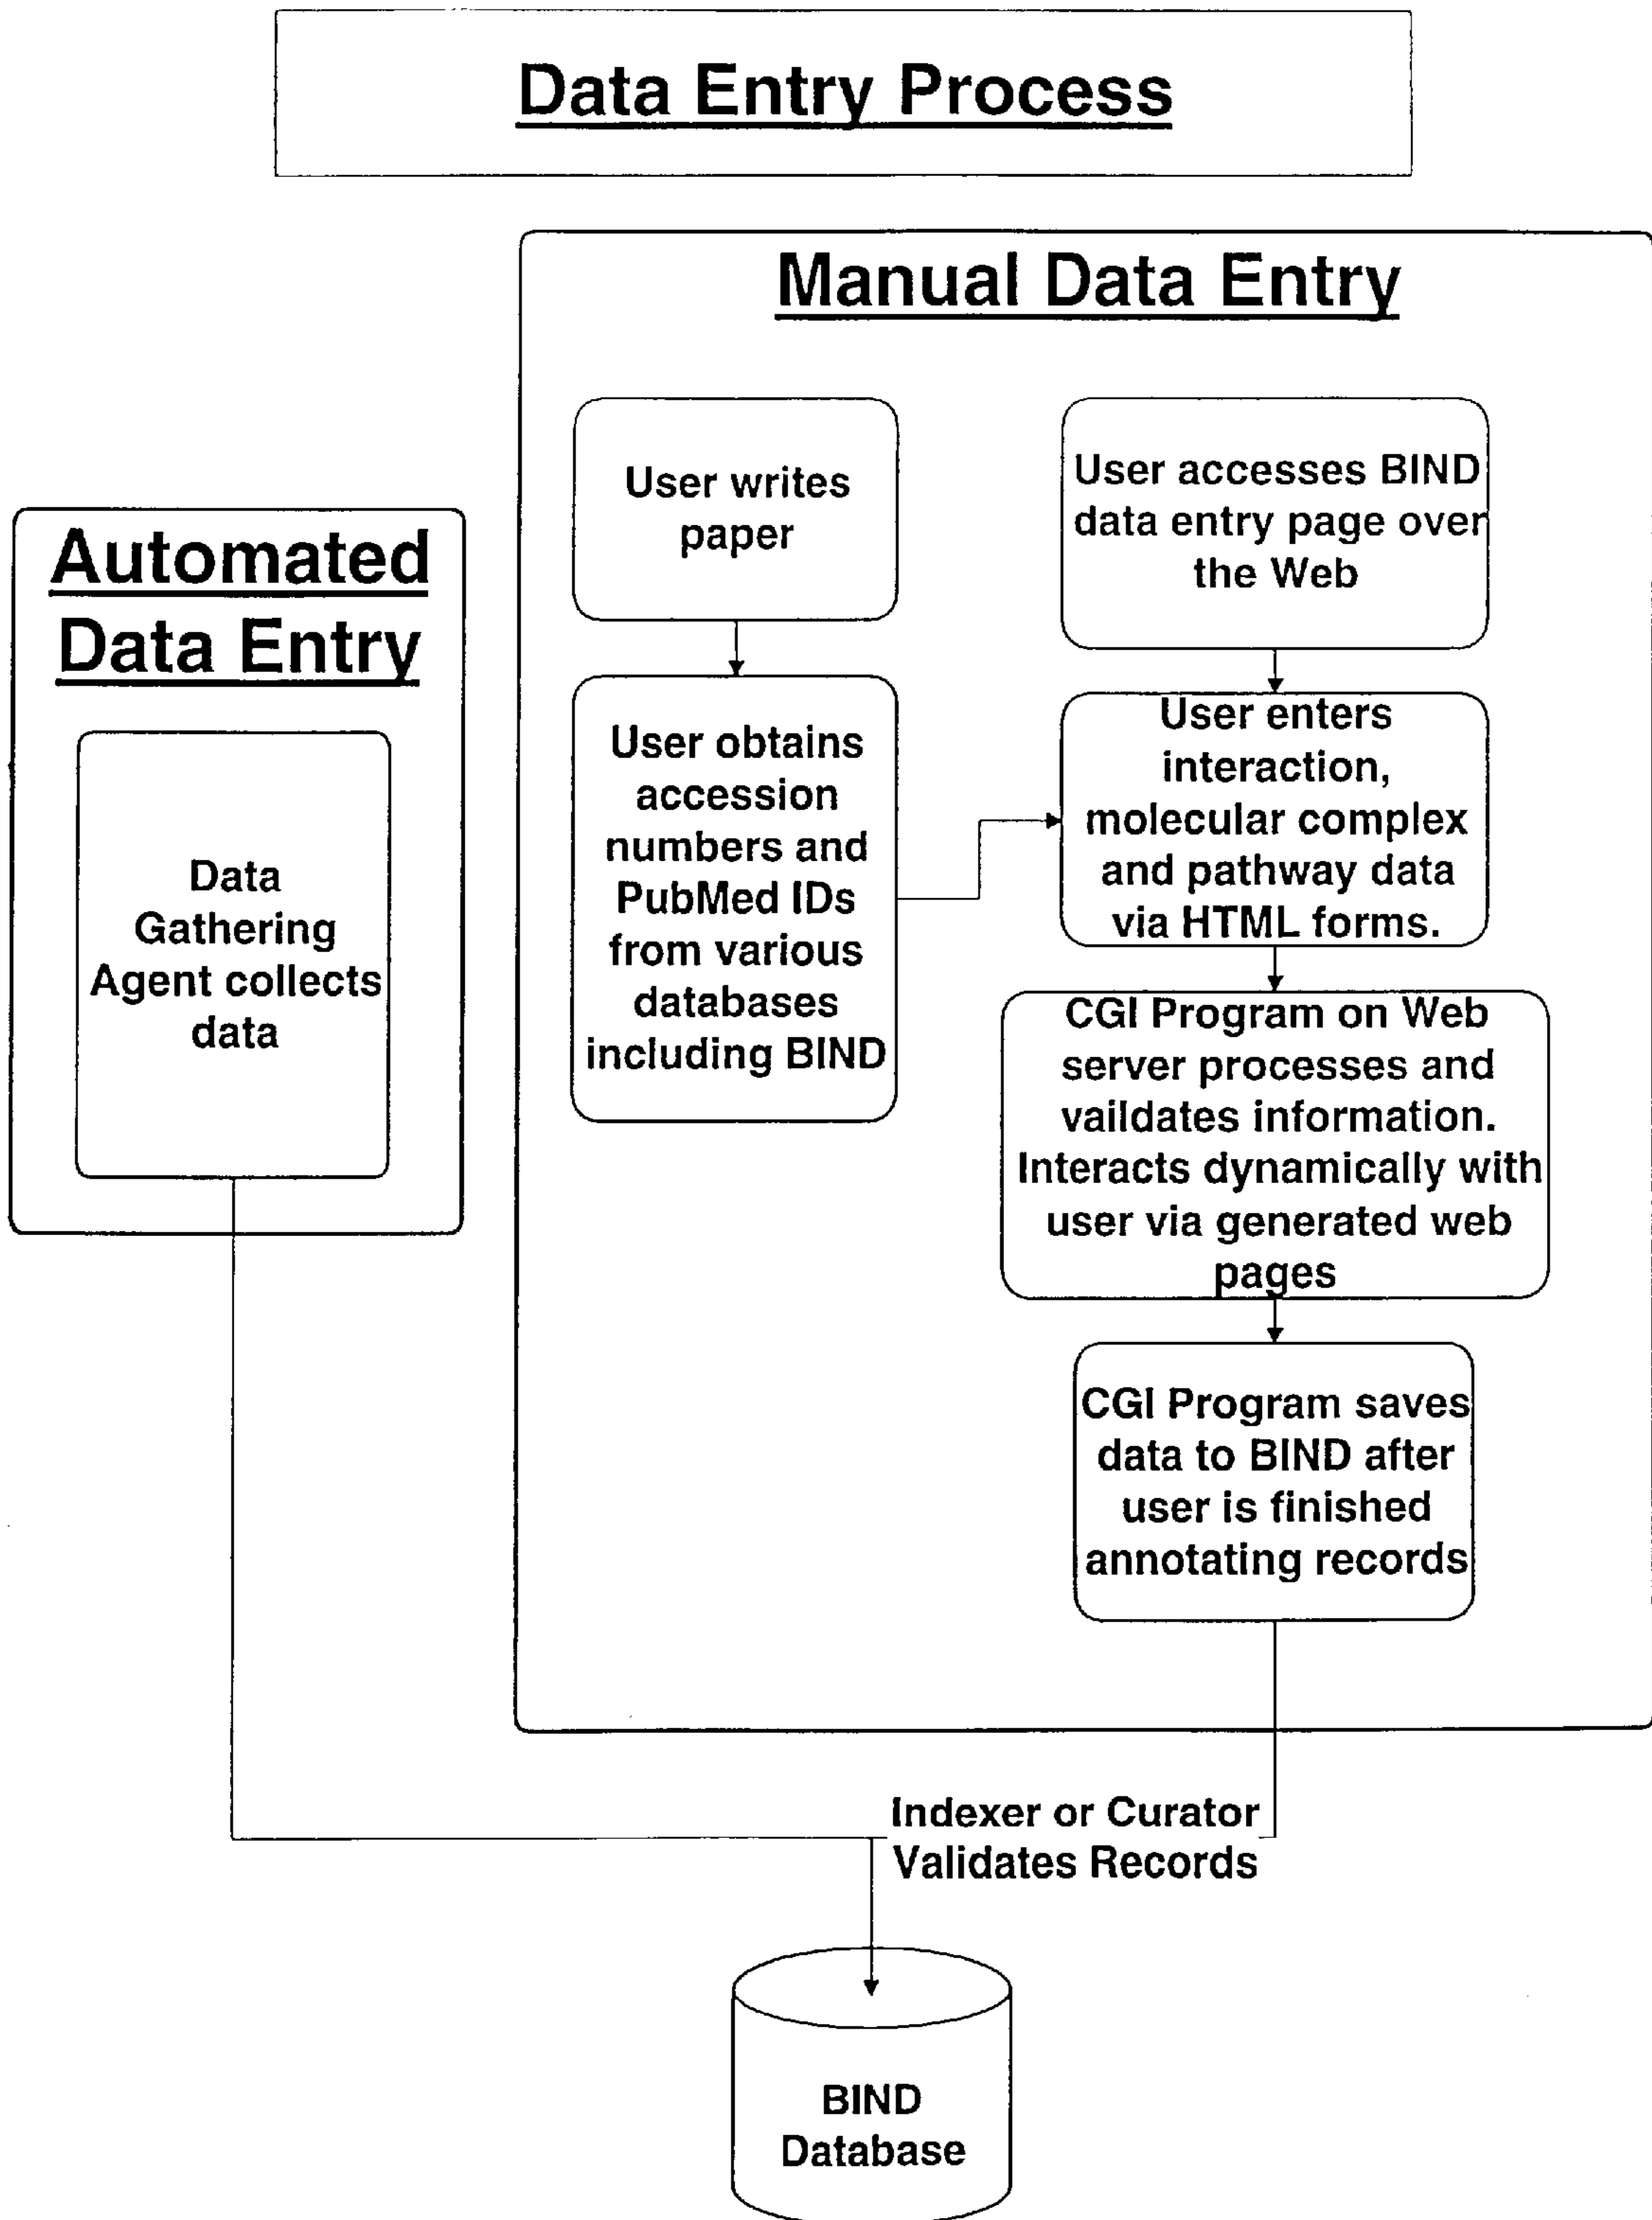 Data Entry Process
Manual Data Entry
User writes
paper
User accesses BIND
data entry page over
the Web
Automated
Data Entry
User obtains
accession
numbers and
PubMed IDs
from various
databases
including BIND
User enters
interaction,
molecular complex
and pathway data
via HTML forms.
Data
Gathering
Agent collects
data
CGI Program on Web
server processes and
vaildates information.
Interacts dynamically with
user via generated web
pages
CGI Program saves
data to BIND after
user is finished
annotating records
Indexer or Curator
Validates Records
BIND
Database